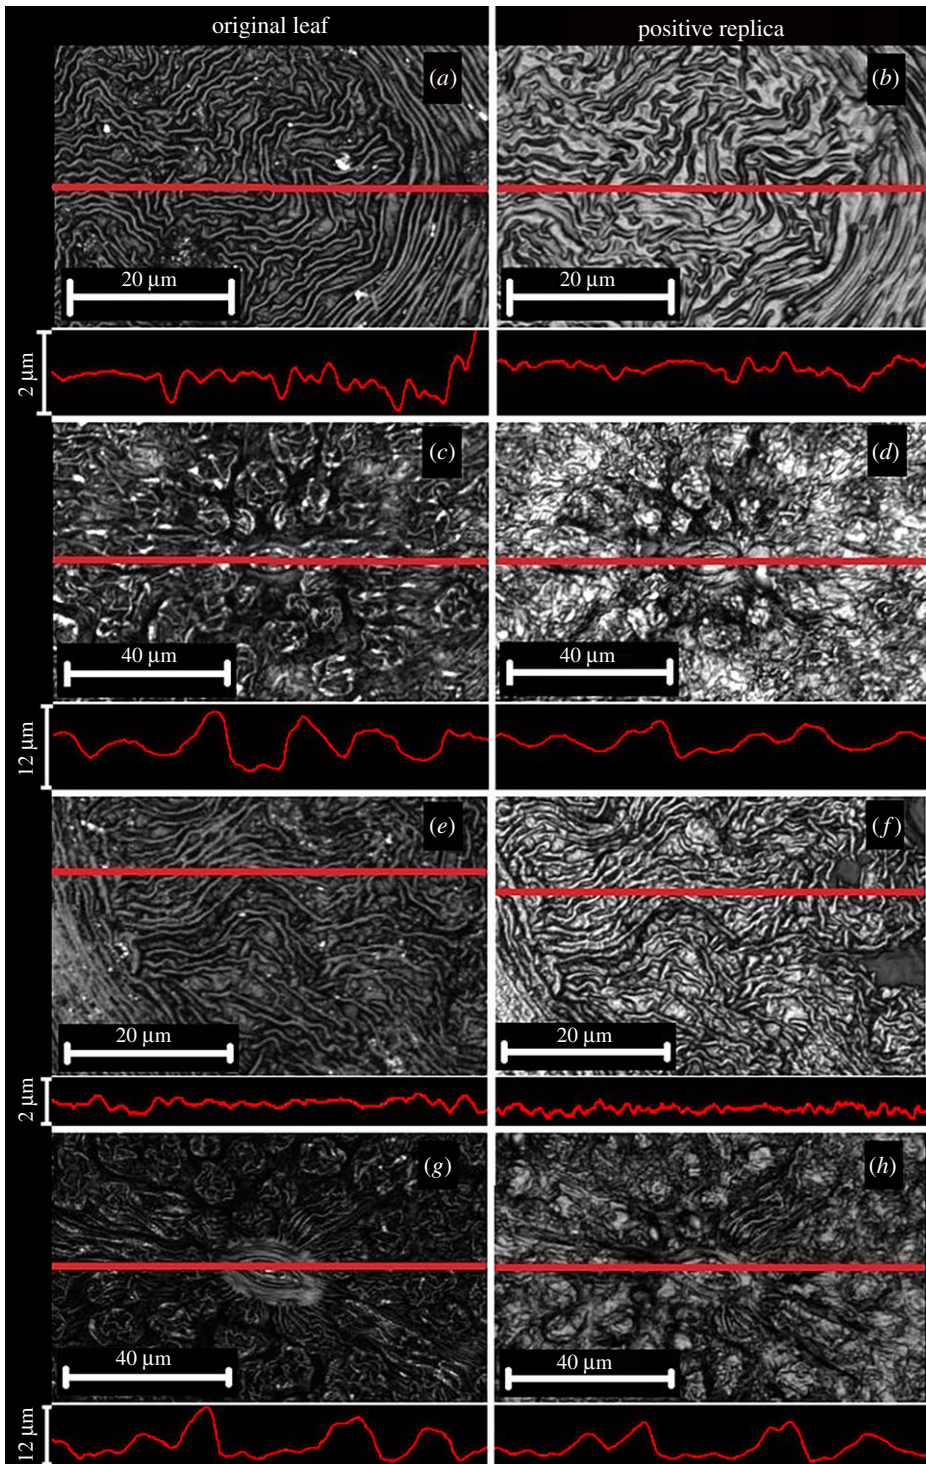 original leaf
positive replica
(a)
(b)
20 µm
20 µm
2 µm
(c)
(d)
40 µm
40 µm
12 µm
(e)
(f)
20 µm
20 µm
2 µm
(g)
(h)
40 µm
40 µm
12 µm